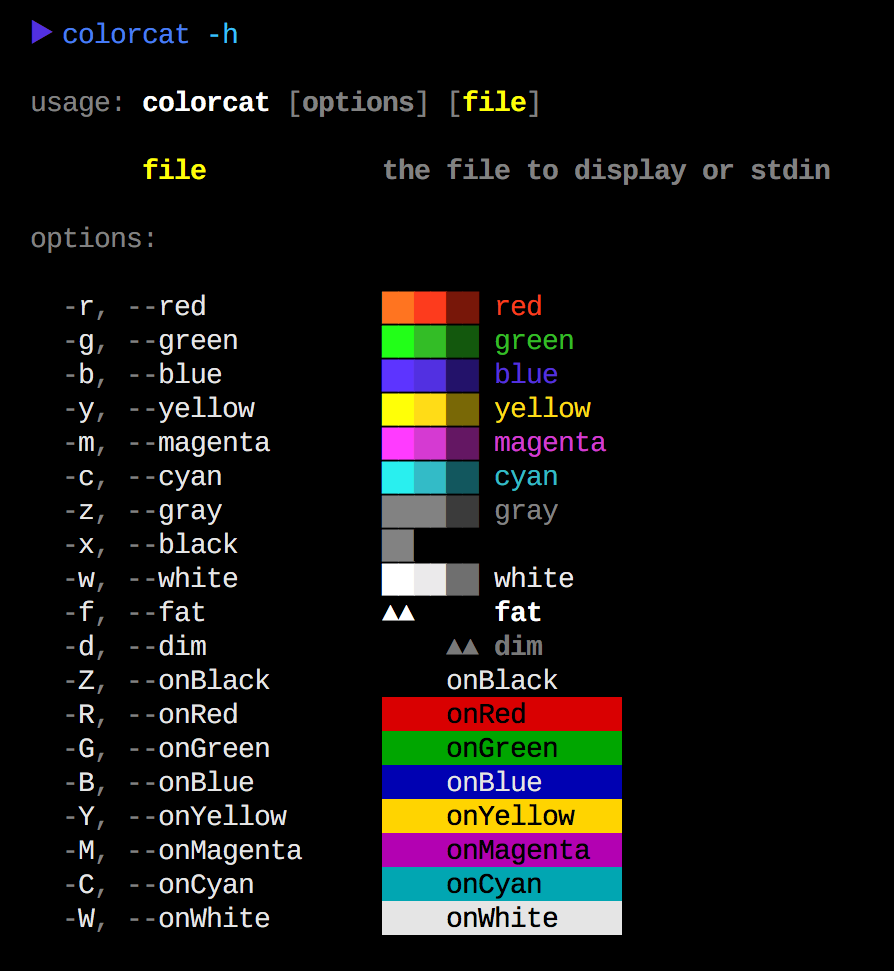 ▶ colorcat -h
usage: colorcat [options] [file]
file the file to display or stdin
options:
-r, --red red
-g, --green green
-b, --blue blue
-y, --yellow yellow
-m, --magenta magenta
-c, --cyan cyan
-z, --gray gray
-x, --black
-w, --white white
-f, --fat ▲▲ fat
-d, --dim ▲▲ dim
-Z, --onBlack onBlack
-R, --onRed onRed
-G, --onGreen onGreen
-B, --onBlue onBlue
-Y, --onYellow onYellow
-M, --onMagenta onMagenta
-C, --onCyan onCyan
-W, --onWhite onWhite